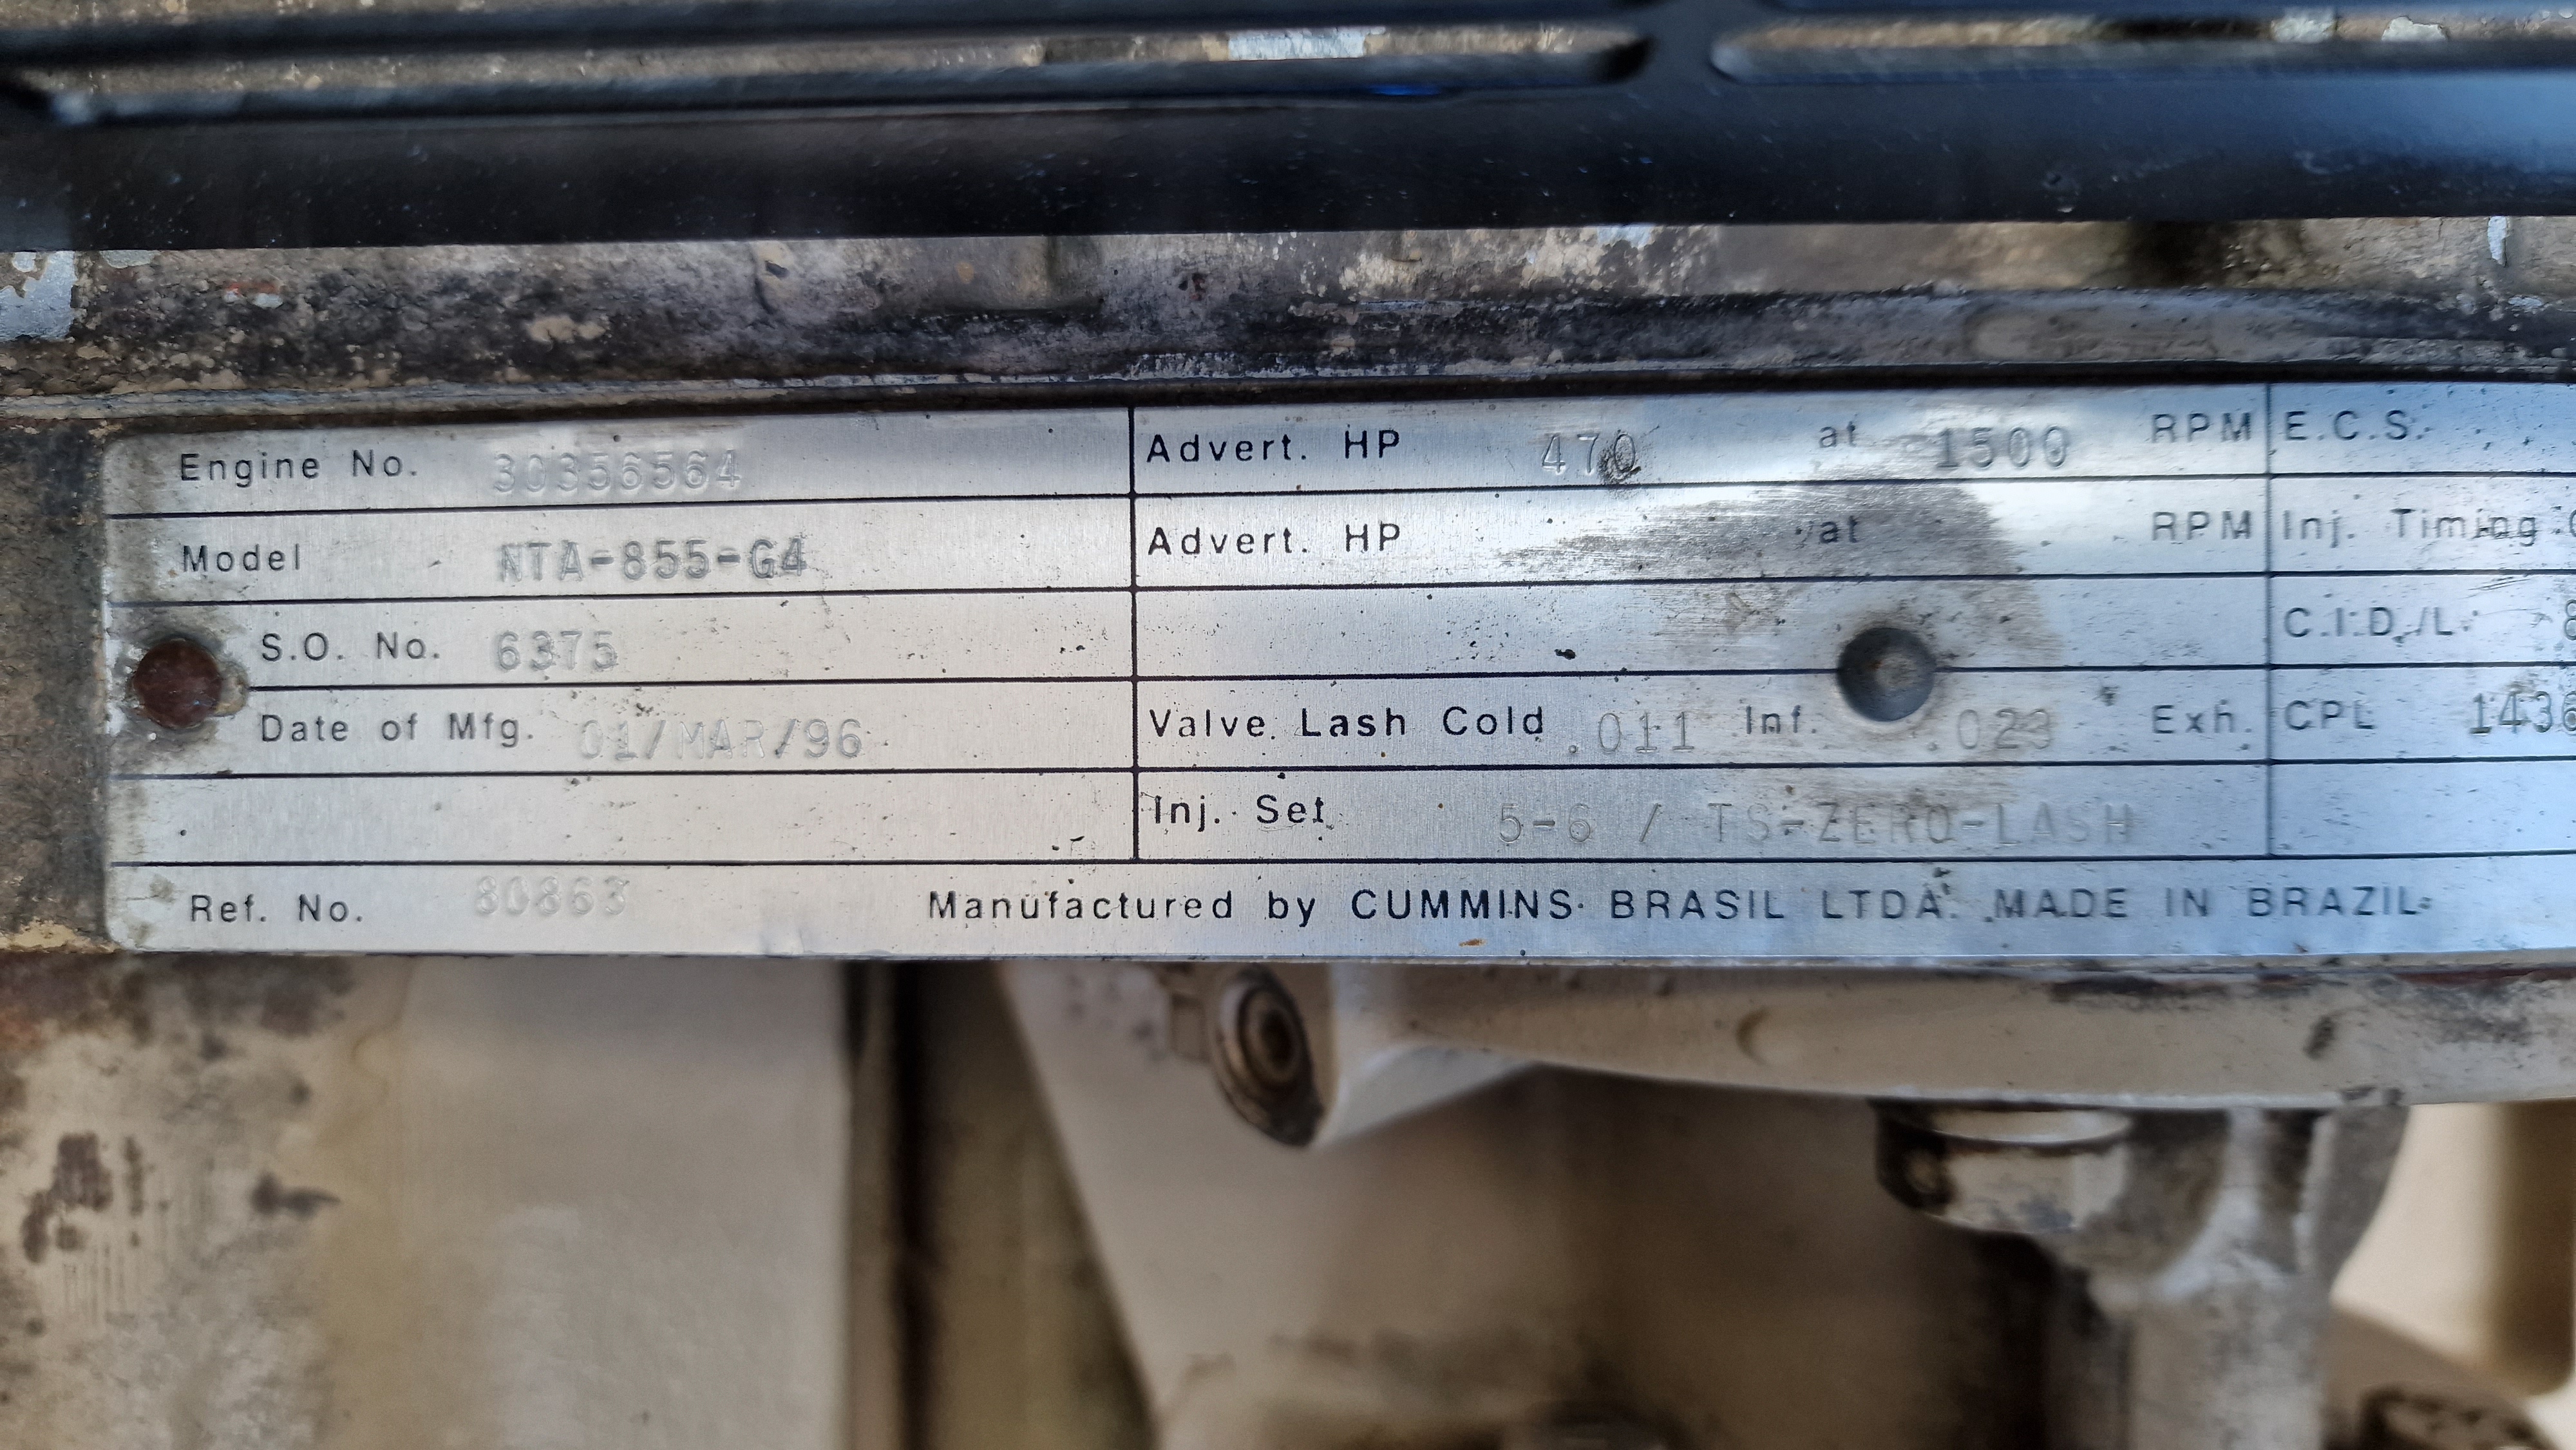 Engine No. 30356564 Advert. HP 470 at 1500 RPM E.C.S.
Model NTA-855-G4 Advert. HP at RPM Inj. Timing
S.O. No. 6375 C.I.D./L. 8
Date of Mfg. 01/MAR/96 Valve Lash Cold .011 Inf. .023 Exh. CPL 1436
Inj. Set 5-6 / TS-ZERO-LASH
Ref. No. 80863 Manufactured by CUMMINS BRASIL LTDA. MADE IN BRAZIL